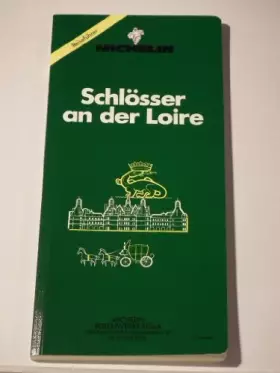 Reiseführer
MICHELIN
Schlösser
an der Loire